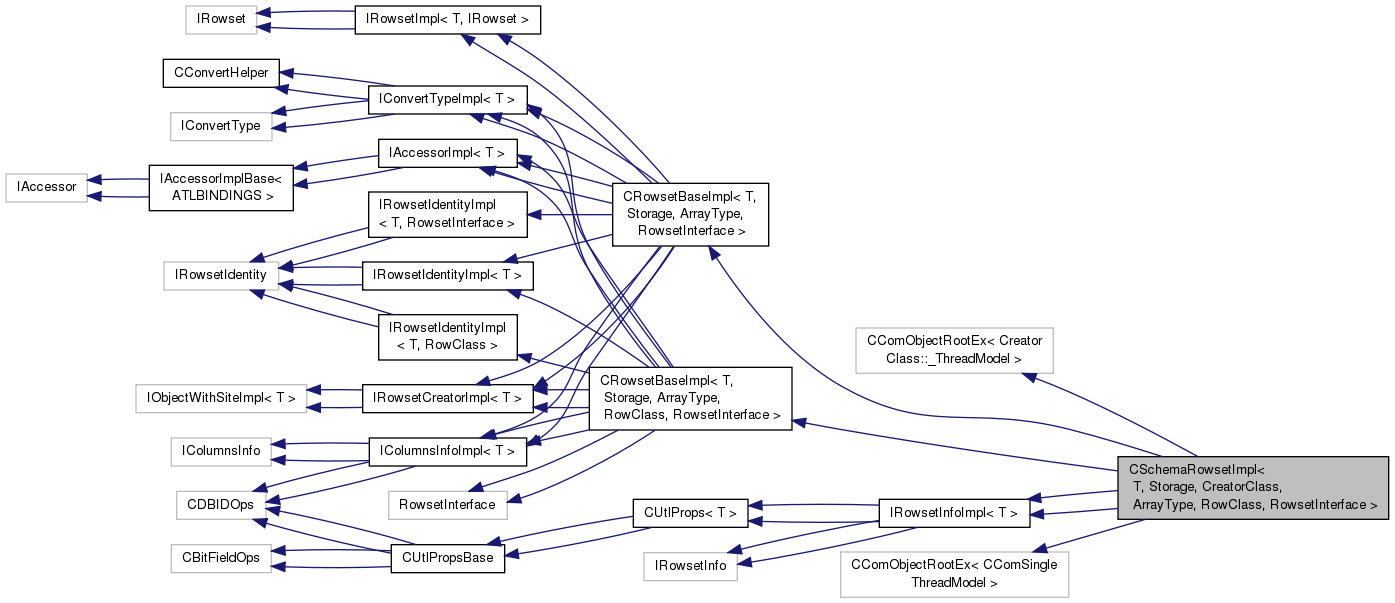 IRowset
IRowsetImpl< T, IRowset >
CConvertHelper
IConvertTypeImpl< T >
IConvertType
IAccessorImpl< T >
IAccessor
IAccessorImplBase<
ATLBINDINGS >
IRowsetIdentityImpl
< T, RowsetInterface >
CRowsetBaseImpl< T,
Storage, ArrayType,
RowsetInterface >
IRowsetIdentity
IRowsetIdentityImpl< T >
IRowsetIdentityImpl
< T, RowClass >
CComObjectRootEx< Creator
Class::_ThreadModel >
IObjectWithSiteImpl< T >
IRowsetCreatorImpl< T >
CRowsetBaseImpl< T,
Storage, ArrayType,
RowClass, RowsetInterface >
IColumnsInfo
IColumnsInfoImpl< T >
CDBIDOps
RowsetInterface
CSchemaRowsetImpl<
T, Storage, CreatorClass,
ArrayType, RowClass, RowsetInterface >
CUtlProps< T >
IRowsetInfoImpl< T >
CBitFieldOps
CUtlPropsBase
IRowsetInfo
CComObjectRootEx< CComSingle
ThreadModel >